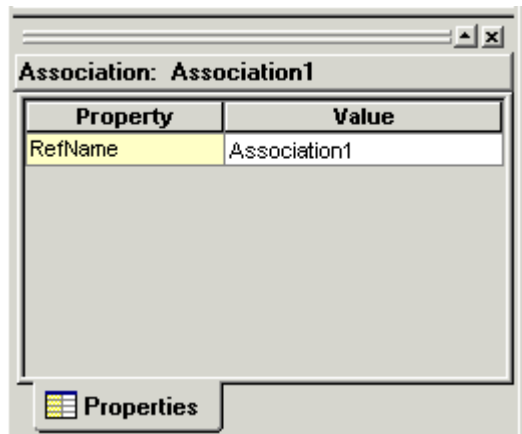 Association: Association1
Property Value
RefName Association1
Properties